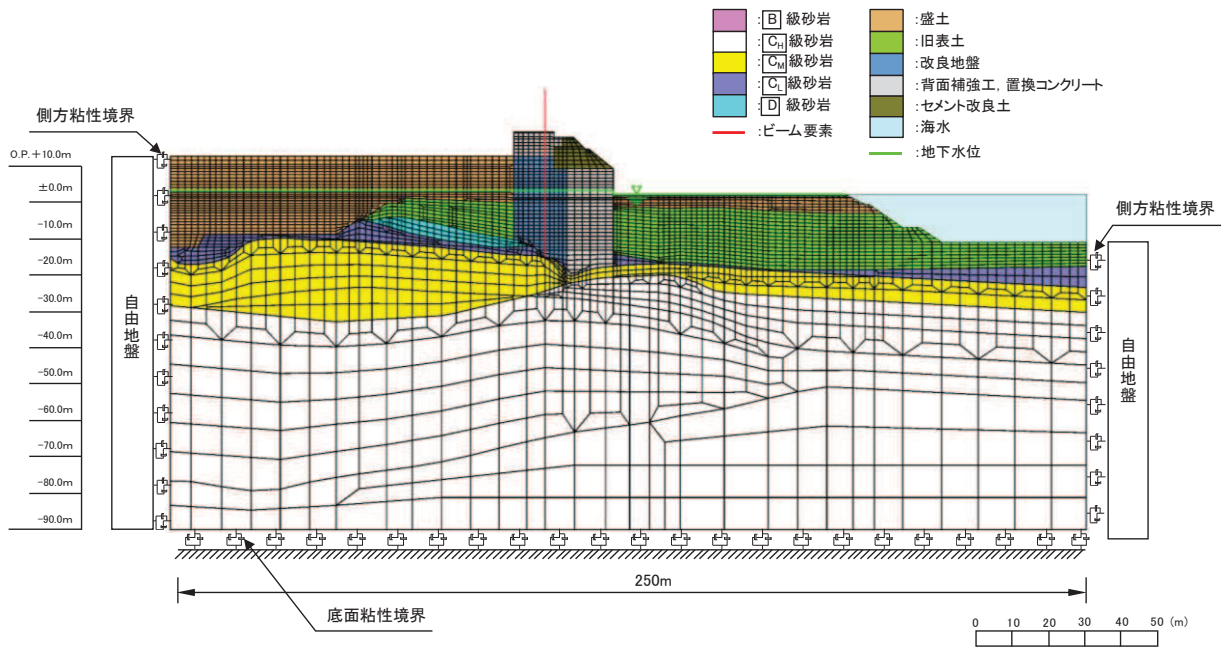 :B 級砂岩
:CH 級砂岩
:CM 級砂岩
:CL 級砂岩
:D 級砂岩
:ビーム要素
:盛土
:旧表土
:改良地盤
:背面補強工，置換コンクリート
:セメント改良土
:海水
:地下水位
側方粘性境界
側方粘性境界
O.P.+10.0m
±0.0m
-10.0m
-20.0m
-30.0m
-40.0m
-50.0m
-60.0m
-70.0m
-80.0m
-90.0m
自由地盤
自由地盤
250m
底面粘性境界
0 10 20 30 40 50 (m)